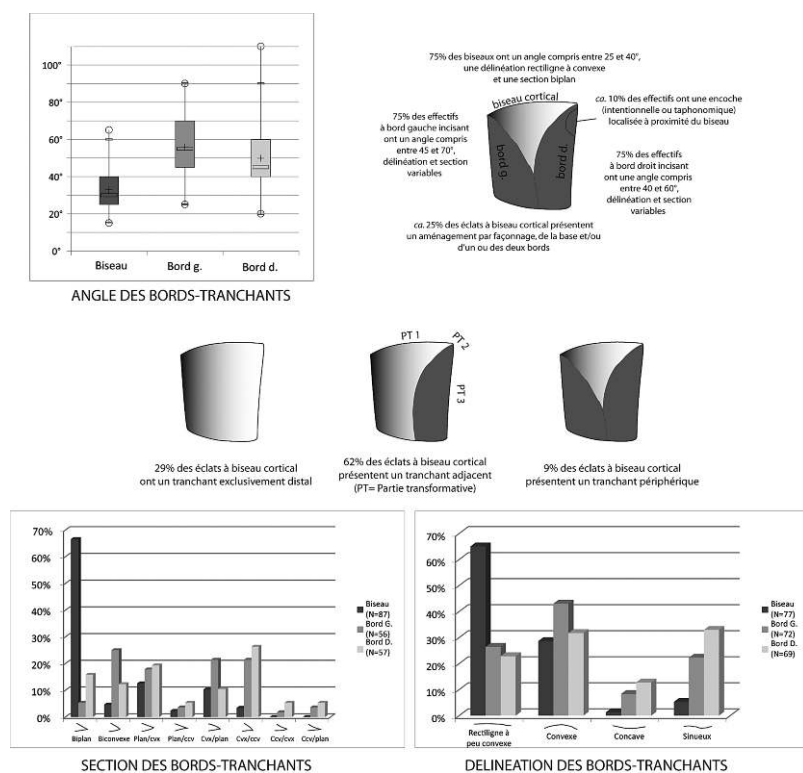 100°
80°
60°
40°
20°
0°
Biseau
Bord g.
Bord d.
ANGLE DES BORDS-TRANCHANTS
75% des biseaux ont un angle compris entre 25 et 40°,
une délinéation rectiligne à convexe
et une section biplan
biseau cortical
bord g.
bord d.
75% des effectifs
à bord gauche incisant
ont un angle compris
entre 45 et 70°,
délinéation et section
variables
ca. 10% des effectifs ont une encoche
(intentionnelle ou taphonomique)
localisée à proximité du biseau
75% des effectifs
à bord droit incisant
ont une angle compris
entre 40 et 60°,
délinéation et section
variables
ca. 25% des éclats à biseau cortical présentent
un aménagement par façonnage, de la base et/ou
d'un ou des deux bords
PT 1
PT 2
PT 3
29% des éclats à biseau cortical
ont un tranchant exclusivement distal
62% des éclats à biseau cortical
présentent un tranchant adjacent
(PT= Partie transformative)
9% des éclats à biseau cortical
présentent un tranchant périphérique
70%
60%
50%
40%
30%
20%
10%
0%
Biplan
Biconvexe
Plan/cvx
Plan/ccv
Cvx/plan
Cvx/ccv
Ccv/cvx
Ccv/plan
Biseau
(N=87)
Bord G.
(N=56)
Bord D.
(N=57)
SECTION DES BORDS-TRANCHANTS
70%
60%
50%
40%
30%
20%
10%
0%
Rectiligne à
peu convexe
Convexe
Concave
Sinueux
Biseau
(N=77)
Bord G.
(N=72)
Bord D.
(N=69)
DELINEATION DES BORDS-TRANCHANTS